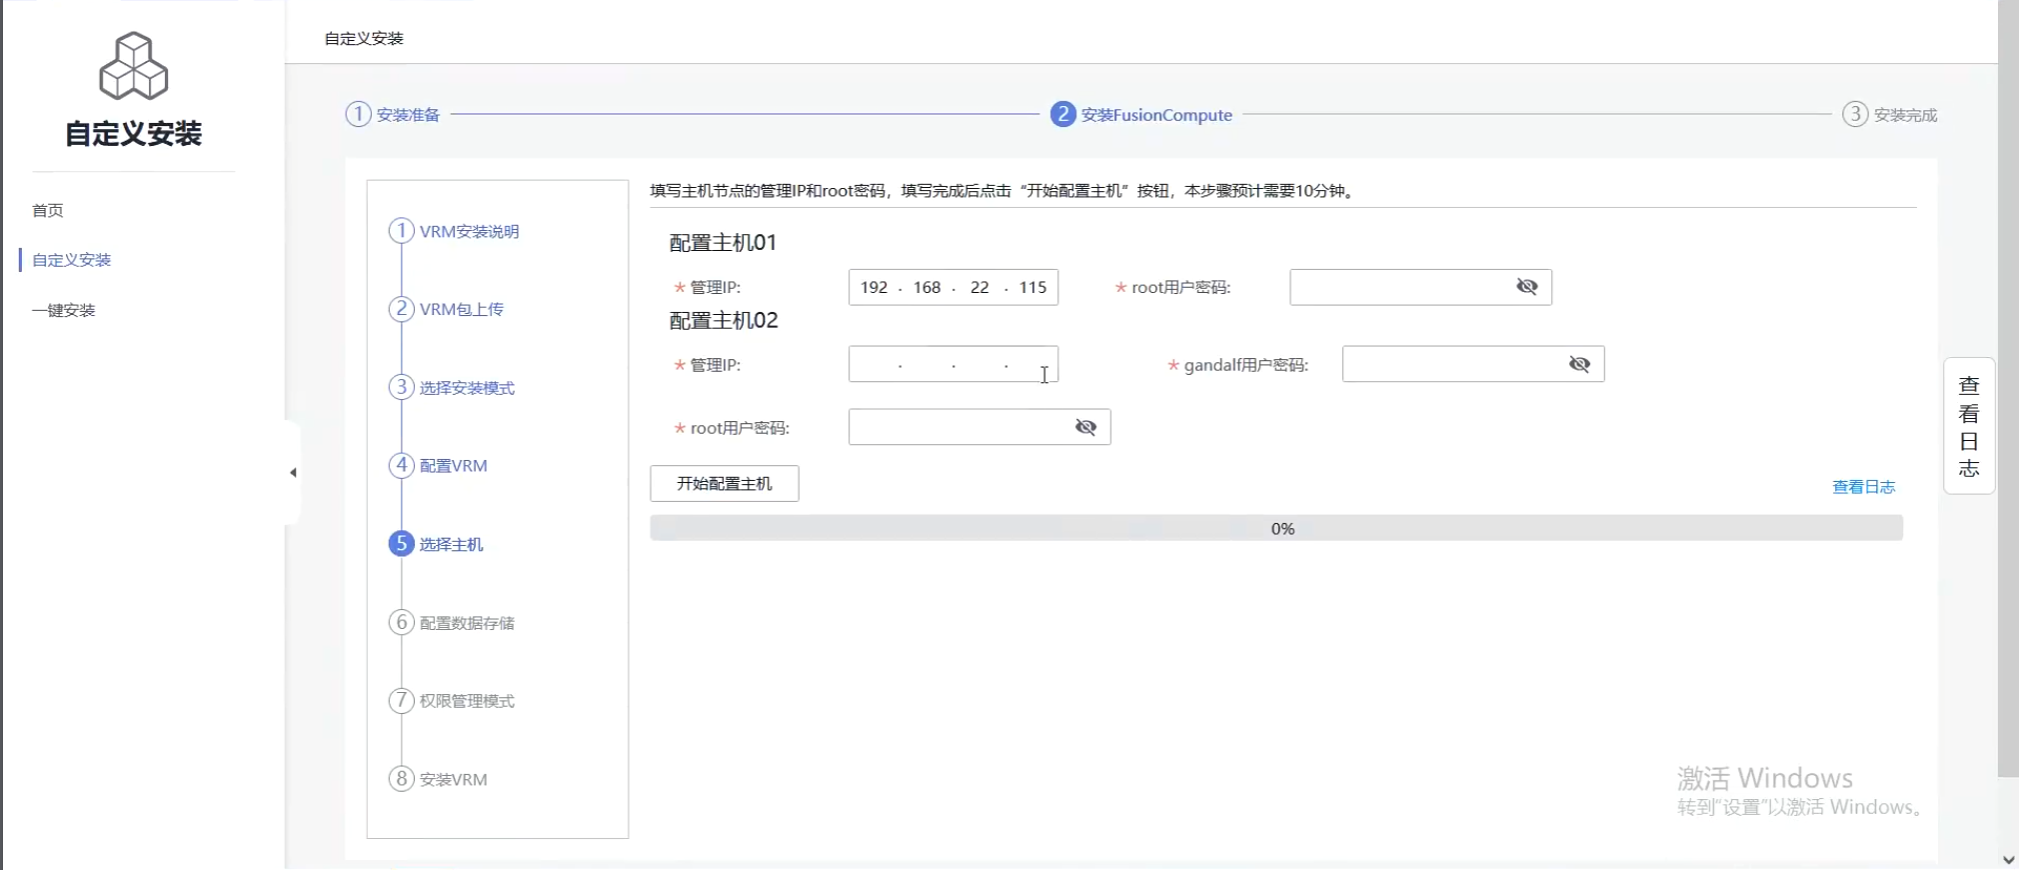 自定义安装
首页
自定义安装
一键安装
自定义安装
1 安装准备
2 安装FusionCompute
3 安装完成
1 VRM安装说明
2 VRM包上传
3 选择安装模式
4 配置VRM
5 选择主机
6 配置数据存储
7 权限管理模式
8 安装VRM
填写主机节点的管理IP和root密码，填写完成后点击“开始配置主机”按钮，本步骤预计需要10分钟。
配置主机01
* 管理IP: 192 . 168 . 22 . 115 * root用户密码:
配置主机02
* 管理IP: . . . * gandalf用户密码:
* root用户密码:
开始配置主机
查看日志
0%
查看日志
激活 Windows
转到"设置"以激活 Windows。